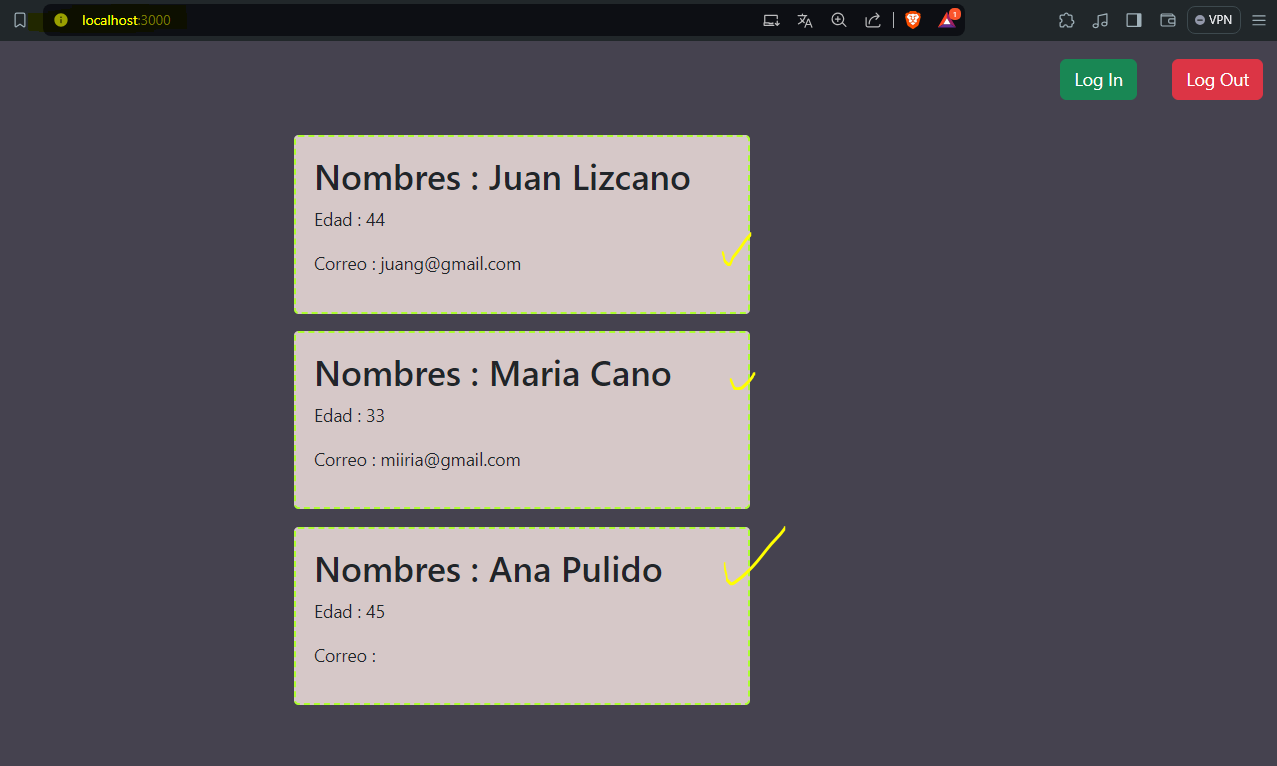 localhost:3000
1
VPN
Log In
Log Out
Nombres : Juan Lizcano
Edad : 44
Correo : juang@gmail.com
Nombres : Maria Cano
Edad : 33
Correo : miiria@gmail.com
Nombres : Ana Pulido
Edad : 45
Correo :